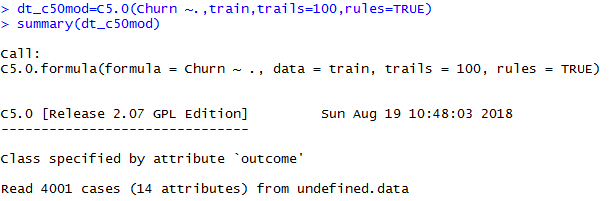 > dt_c50mod=C5.0(Churn ~.,train,trails=100,rules=TRUE)
> summary(dt_c50mod)
Call:
C5.0.formula(formula = Churn ~ ., data = train, trails = 100, rules = TRUE)
C5.0 [Release 2.07 GPL Edition] Sun Aug 19 10:48:03 2018
-------------------------------
Class specified by attribute `outcome'
Read 4001 cases (14 attributes) from undefined.data